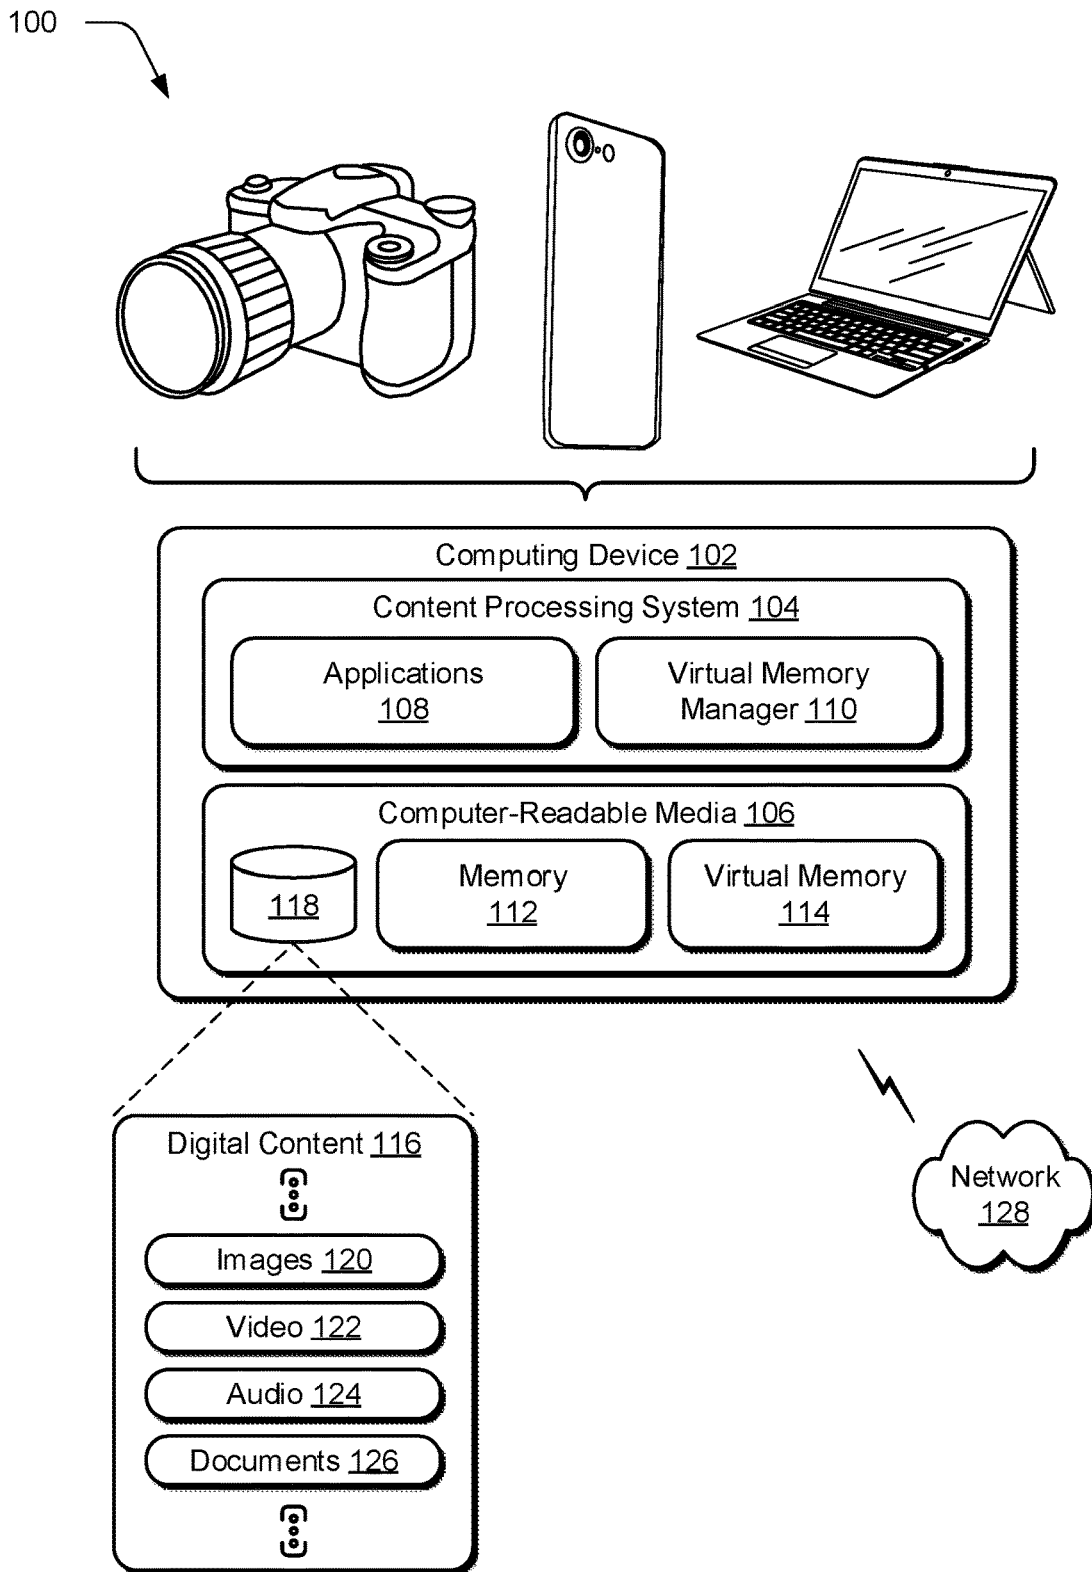 100
Computing Device 102
Content Processing System 104
Applications
108
Virtual Memory
Manager 110
Computer-Readable Media 106
118
Memory
112
Virtual Memory
114
Digital Content 116
Images 120
Video 122
Audio 124
Documents 126
Network
128